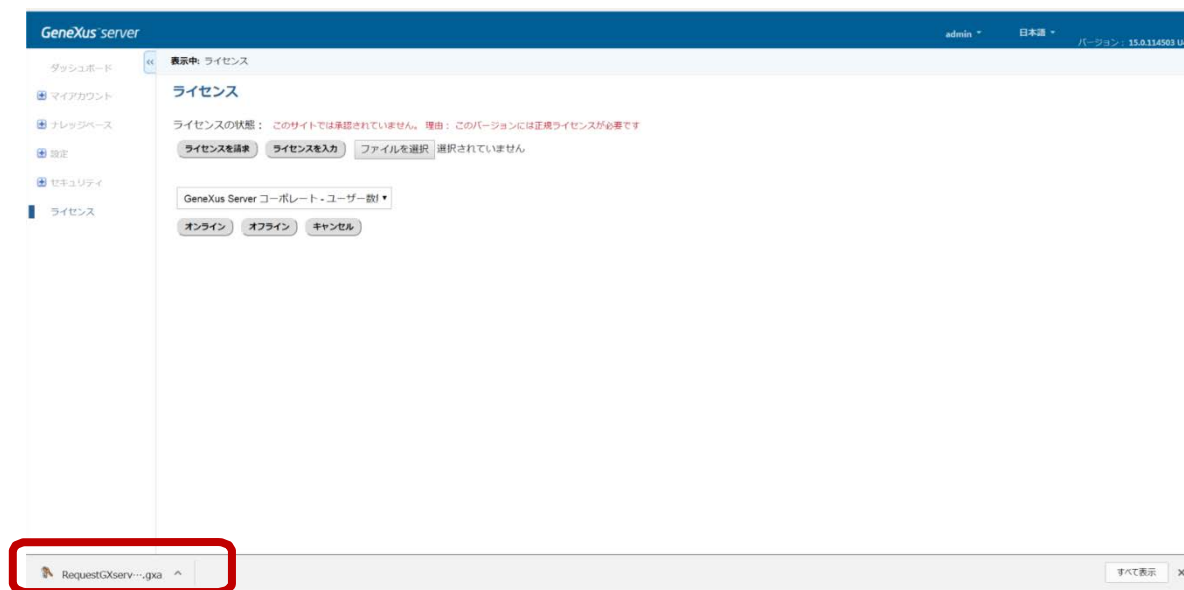 GeneXus server
admin
日本語
バージョン : 15.0.114503 U
ダッシュボード
マイアカウント
ナレッジベース
設定
セキュリティ
ライセンス
表示中: ライセンス
ライセンス
ライセンスの状態： このサイトでは承認されていません。 理由： このバージョンには正規ライセンスが必要です
ライセンスを請求 ライセンスを入力 ファイルを選択 選択されていません
GeneXus Server コーポレート - ユーザー数
オンライン オフライン キャンセル
RequestGXserv….gxa
すべて表示